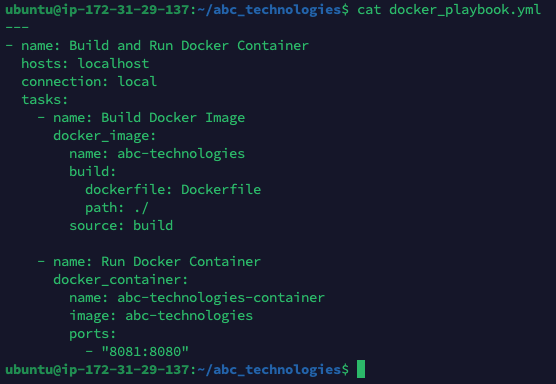 ubuntu@ip-172-31-29-137:~/abc_technologies$ cat docker_playbook.yml
---
- name: Build and Run Docker Container
  hosts: localhost
  connection: local
  tasks:
    - name: Build Docker Image
      docker_image:
        name: abc-technologies
        build:
          dockerfile: Dockerfile
          path: ./
        source: build

    - name: Run Docker Container
      docker_container:
        name: abc-technologies-container
        image: abc-technologies
        ports:
          - "8081:8080"
ubuntu@ip-172-31-29-137:~/abc_technologies$